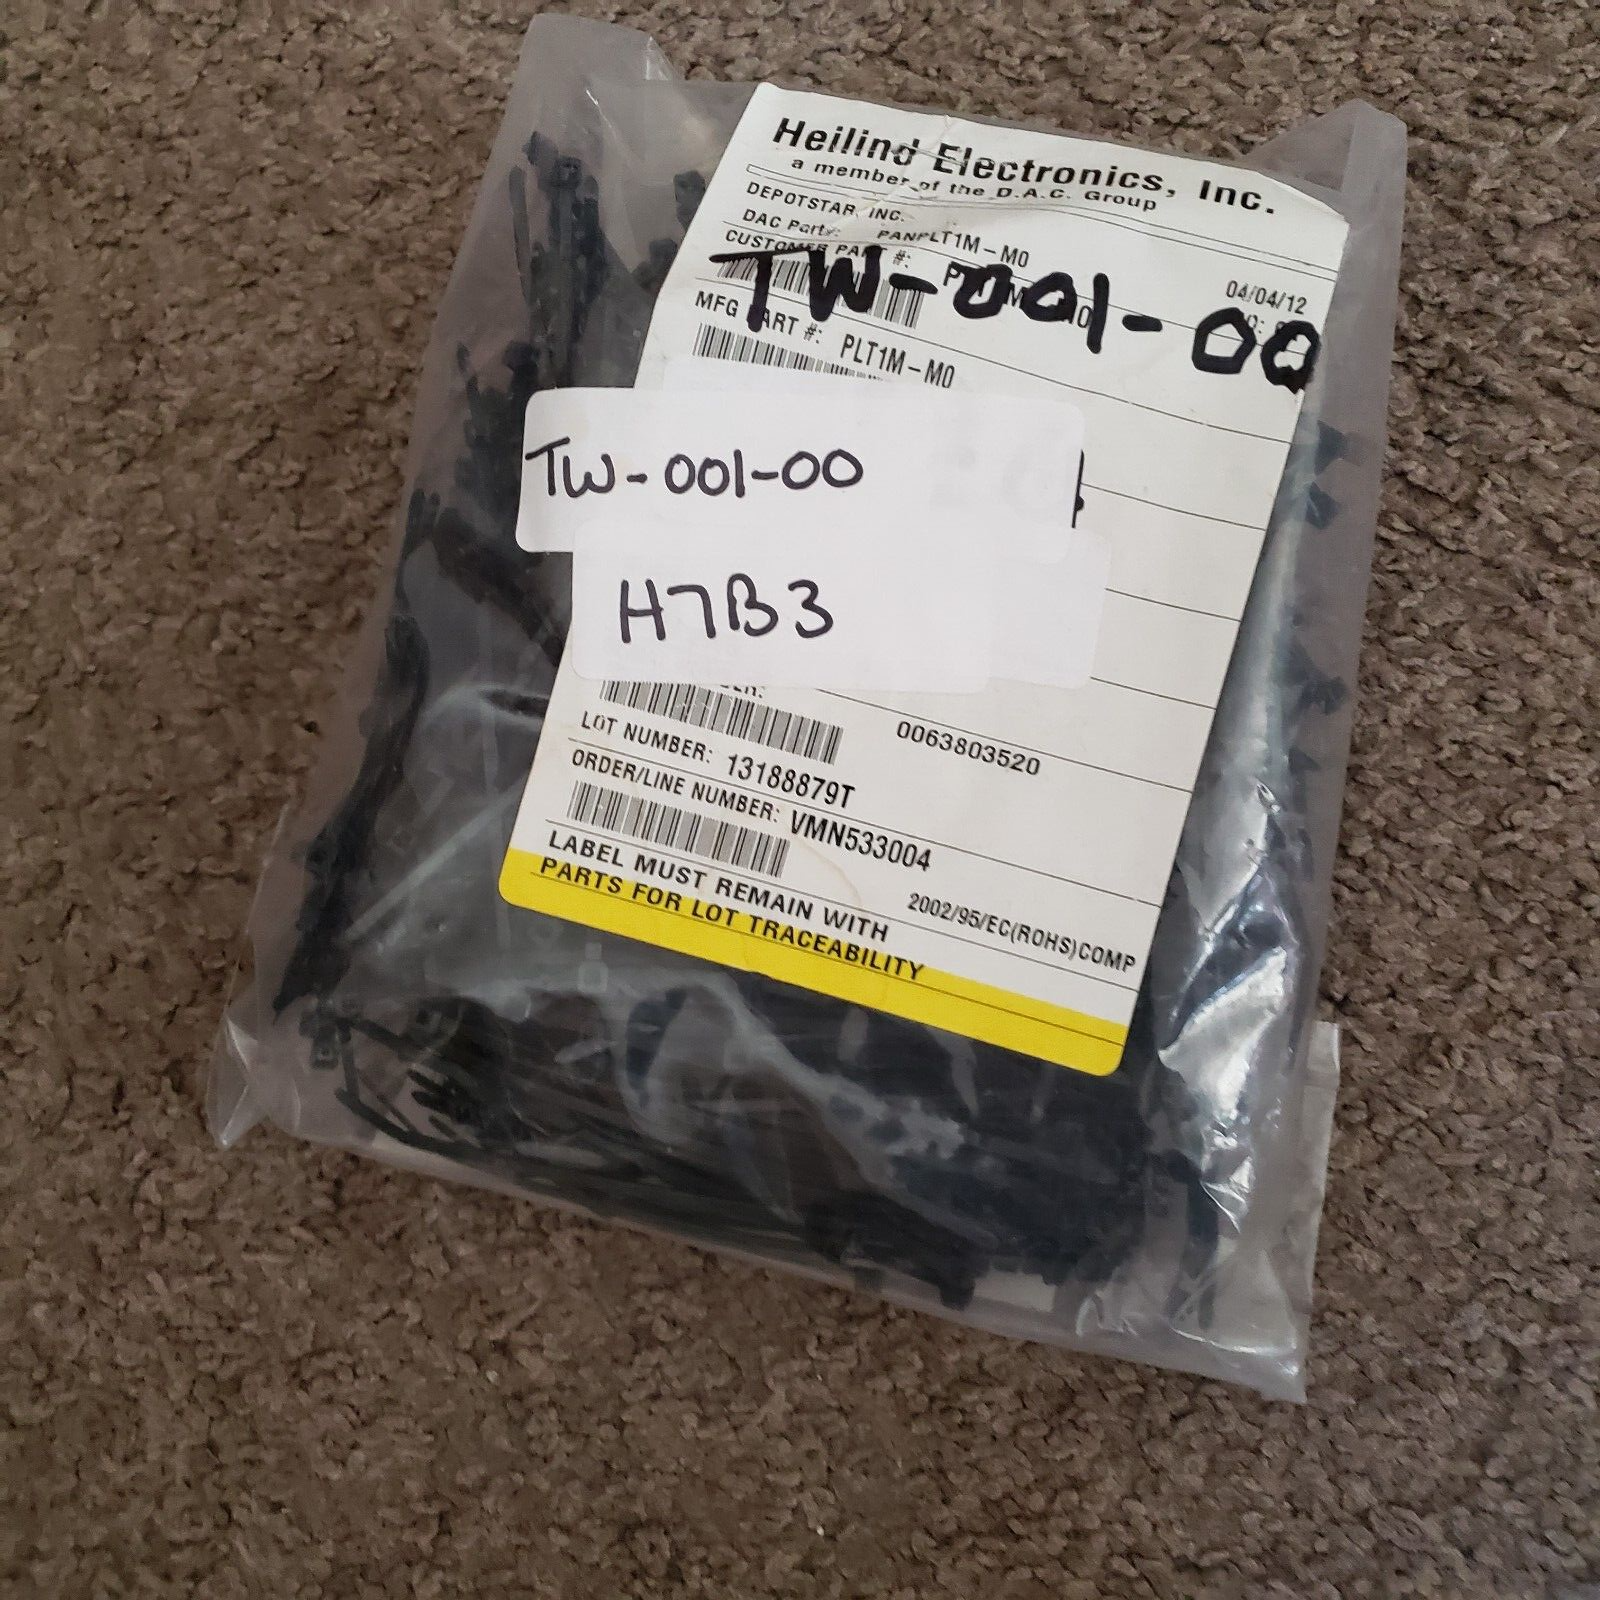 Heilind Electronics, Inc.
a member of the D.A.C. Group
DEPOTSTAR, INC.
DAC Part#: PANPLT1M-M0
04/04/12
CUSTOMER PART #:
TW-001-00
MFG PART #: PLT1M-M0
TW-001-00
H7B3
0063803520
LOT NUMBER: 13188879T
ORDER/LINE NUMBER: VMN533004
2002/95/EC(ROHS)COMP
LABEL MUST REMAIN WITH
PARTS FOR LOT TRACEABILITY